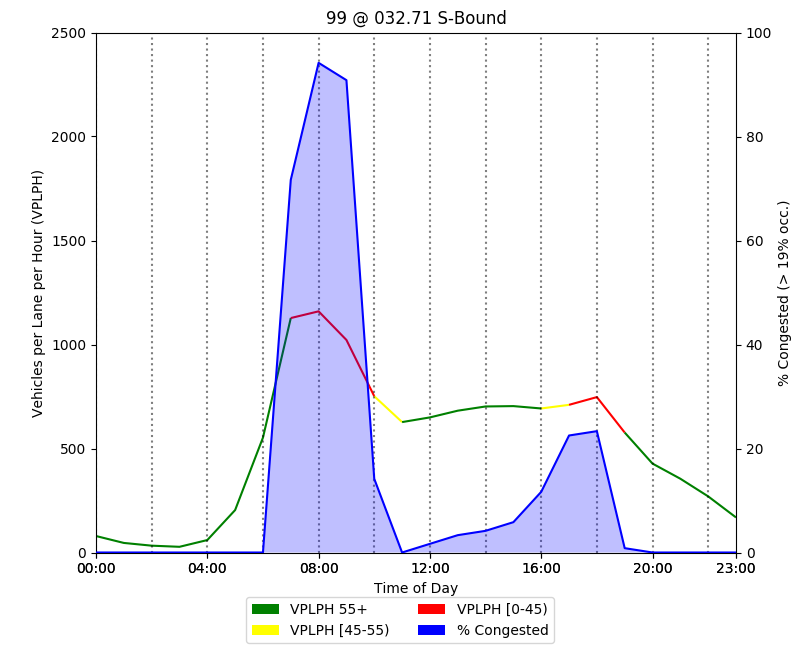 99 @ 032.71 S-Bound
2500
2000
1500
1000
500
0
Vehicles per Lane per Hour (VPLPH)
100
80
60
40
20
0
% Congested (> 19% occ.)
00:00 04:00 08:00 12:00 16:00 20:00 23:00
Time of Day
VPLPH 55+ VPLPH [0-45)
VPLPH [45-55) % Congested